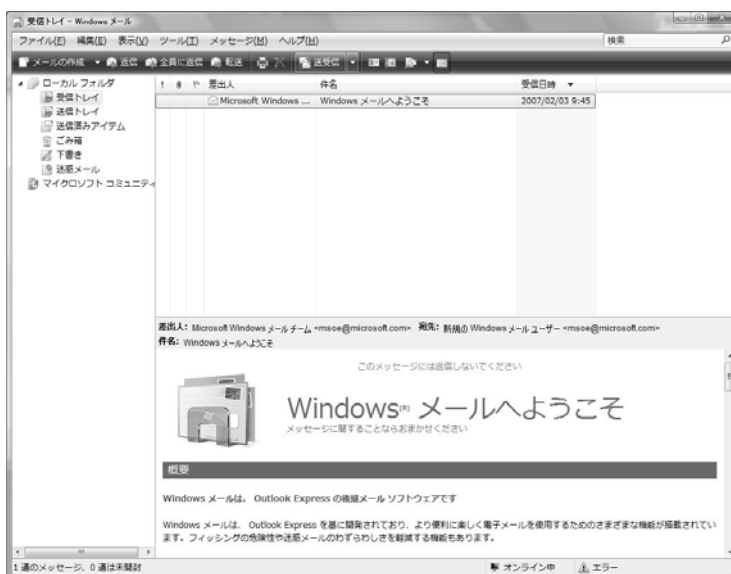 受信トレイ - Windows メール
ファイル(F) 編集(E) 表示(V) ツール(T) メッセージ(M) ヘルプ(H)
検索
メールの作成 返信 全員に返信 転送 送受信
ローカル フォルダ
受信トレイ
送信トレイ
送信済みアイテム
ごみ箱
下書き
迷惑メール
マイクロソフト コミュニティ
! 差出人 件名 受信日時
Microsoft Windows ... Windows メールへようこそ 2007/02/03 9:45
差出人: Microsoft Windows メール チーム <msoe@microsoft.com> 宛先: 新規の Windows メール ユーザー <msoe@microsoft.com>
件名: Windows メールへようこそ
このメッセージには返信しないでください
Windows(R) メールへようこそ
メッセージに関することならおまかせください
概要
Windows メールは、 Outlook Express の後継メール ソフトウェアです
Windows メールは、 Outlook Express を基に開発されており、より便利に楽しく電子メールを使用するためのさまざまな機能が搭載されてい
ます。フィッシングの危険性や迷惑メールのわずらわしさを軽減する機能もあります。
1 通のメッセージ、0 通は未開封
オンライン中 エラー